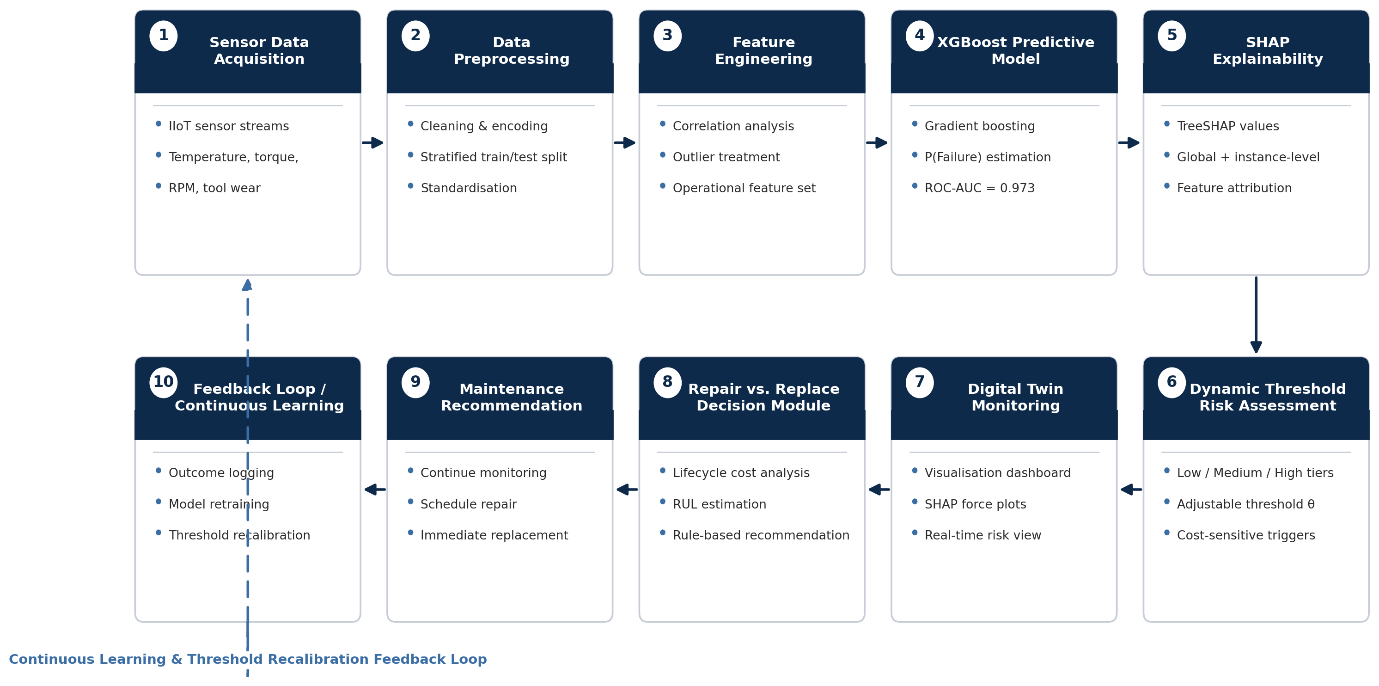 1
Sensor Data
Acquisition
• IIoT sensor streams
• Temperature, torque,
• RPM, tool wear
2
Data
Preprocessing
• Cleaning & encoding
• Stratified train/test split
• Standardisation
3
Feature
Engineering
• Correlation analysis
• Outlier treatment
• Operational feature set
4
XGBoost Predictive
Model
• Gradient boosting
• P(Failure) estimation
• ROC-AUC = 0.973
5
SHAP
Explainability
• TreeSHAP values
• Global + instance-level
• Feature attribution
6
Dynamic Threshold
Risk Assessment
• Low / Medium / High tiers
• Adjustable threshold θ
• Cost-sensitive triggers
7
Digital Twin
Monitoring
• Visualisation dashboard
• SHAP force plots
• Real-time risk view
8
Repair vs. Replace
Decision Module
• Lifecycle cost analysis
• RUL estimation
• Rule-based recommendation
9
Maintenance
Recommendation
• Continue monitoring
• Schedule repair
• Immediate replacement
10
Feedback Loop /
Continuous Learning
• Outcome logging
• Model retraining
• Threshold recalibration
Continuous Learning & Threshold Recalibration Feedback Loop